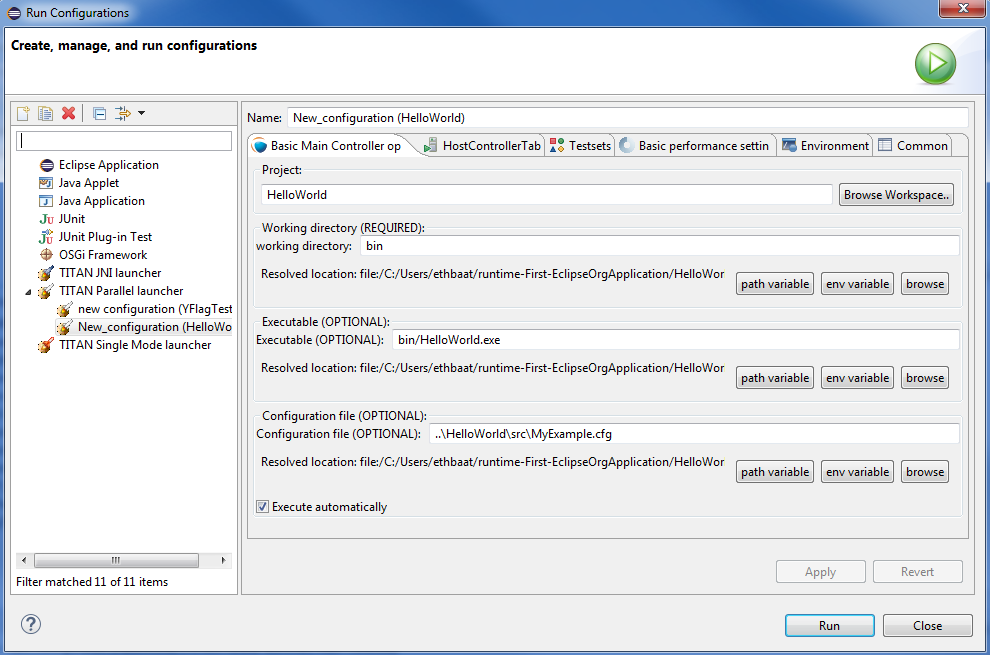 Run Configurations
Create, manage, and run configurations
Eclipse Application
Java Applet
Java Application
JUnit
JUnit Plug-in Test
OSGi Framework
TITAN JNI launcher
TITAN Parallel launcher
new configuration (YFlagTest
New_configuration (HelloWo
TITAN Single Mode launcher
Filter matched 11 of 11 items
Name: New_configuration (HelloWorld)
Basic Main Controller op HostControllerTab Testsets Basic performance settin Environment Common
Project:
HelloWorld Browse Workspace..
Working directory (REQUIRED):
working directory: bin
Resolved location: file:/C:/Users/ethbaat/runtime-First-EclipseOrgApplication/HelloWor path variable env variable browse
Executable (OPTIONAL):
Executable (OPTIONAL): bin/HelloWorld.exe
Resolved location: file:/C:/Users/ethbaat/runtime-First-EclipseOrgApplication/HelloWor path variable env variable browse
Configuration file (OPTIONAL):
Configuration file (OPTIONAL): ..\HelloWorld\src\MyExample.cfg
Resolved location: file:/C:/Users/ethbaat/runtime-First-EclipseOrgApplication/HelloWor path variable env variable browse
Execute automatically
Apply Revert
Run Close